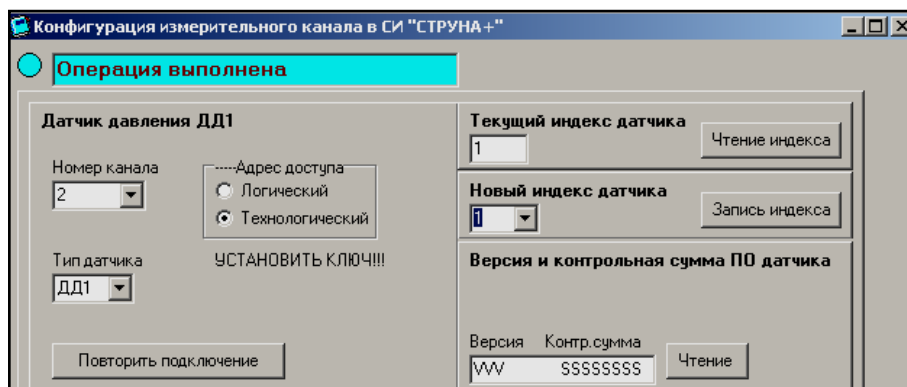 Конфигурация измерительного канала в СИ "СТРУНА+"
Операция выполнена
Датчик давления ДД1
Номер канала
2
----Адрес доступа
Логический
Технологический
Тип датчика
ДД1
УСТАНОВИТЬ КЛЮЧ!!!
Повторить подключение
Текущий индекс датчика
1
Чтение индекса
Новый индекс датчика
1
Запись индекса
Версия и контрольная сумма ПО датчика
Версия Контр.сумма
VVV SSSSSSSS
Чтение